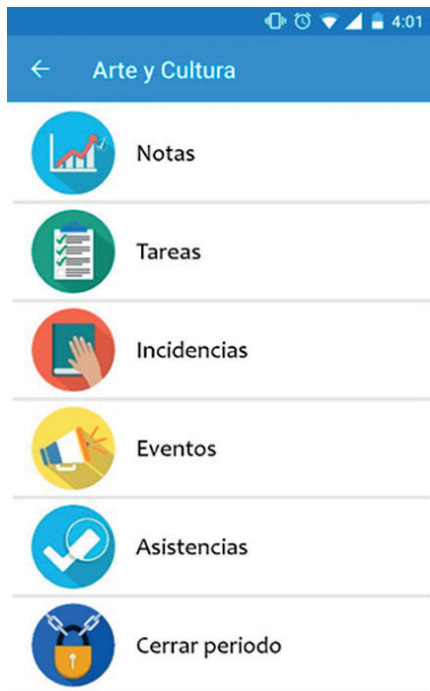 4:01
Arte y Cultura
Notas
Tareas
Incidencias
Eventos
Asistencias
Cerrar periodo